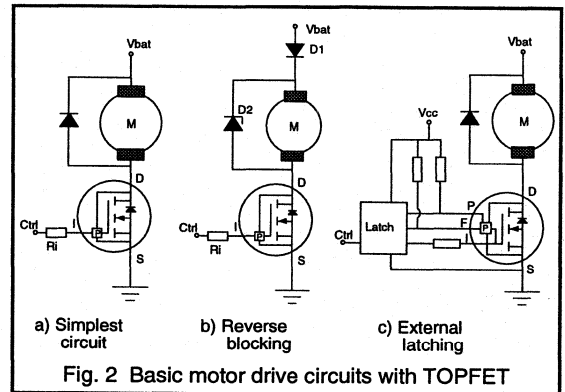 Vbat
M
D
I
P
Ctrl
Ri
S
a) Simplest
circuit
Vbat
D1
D2
M
D
I
P
Ctrl
Ri
S
b) Reverse
blocking
Vbat
M
Vcc
D
P
F
P
Latch
Ctrl
I
S
c) External
latching
Fig. 2 Basic motor drive circuits with TOPFET